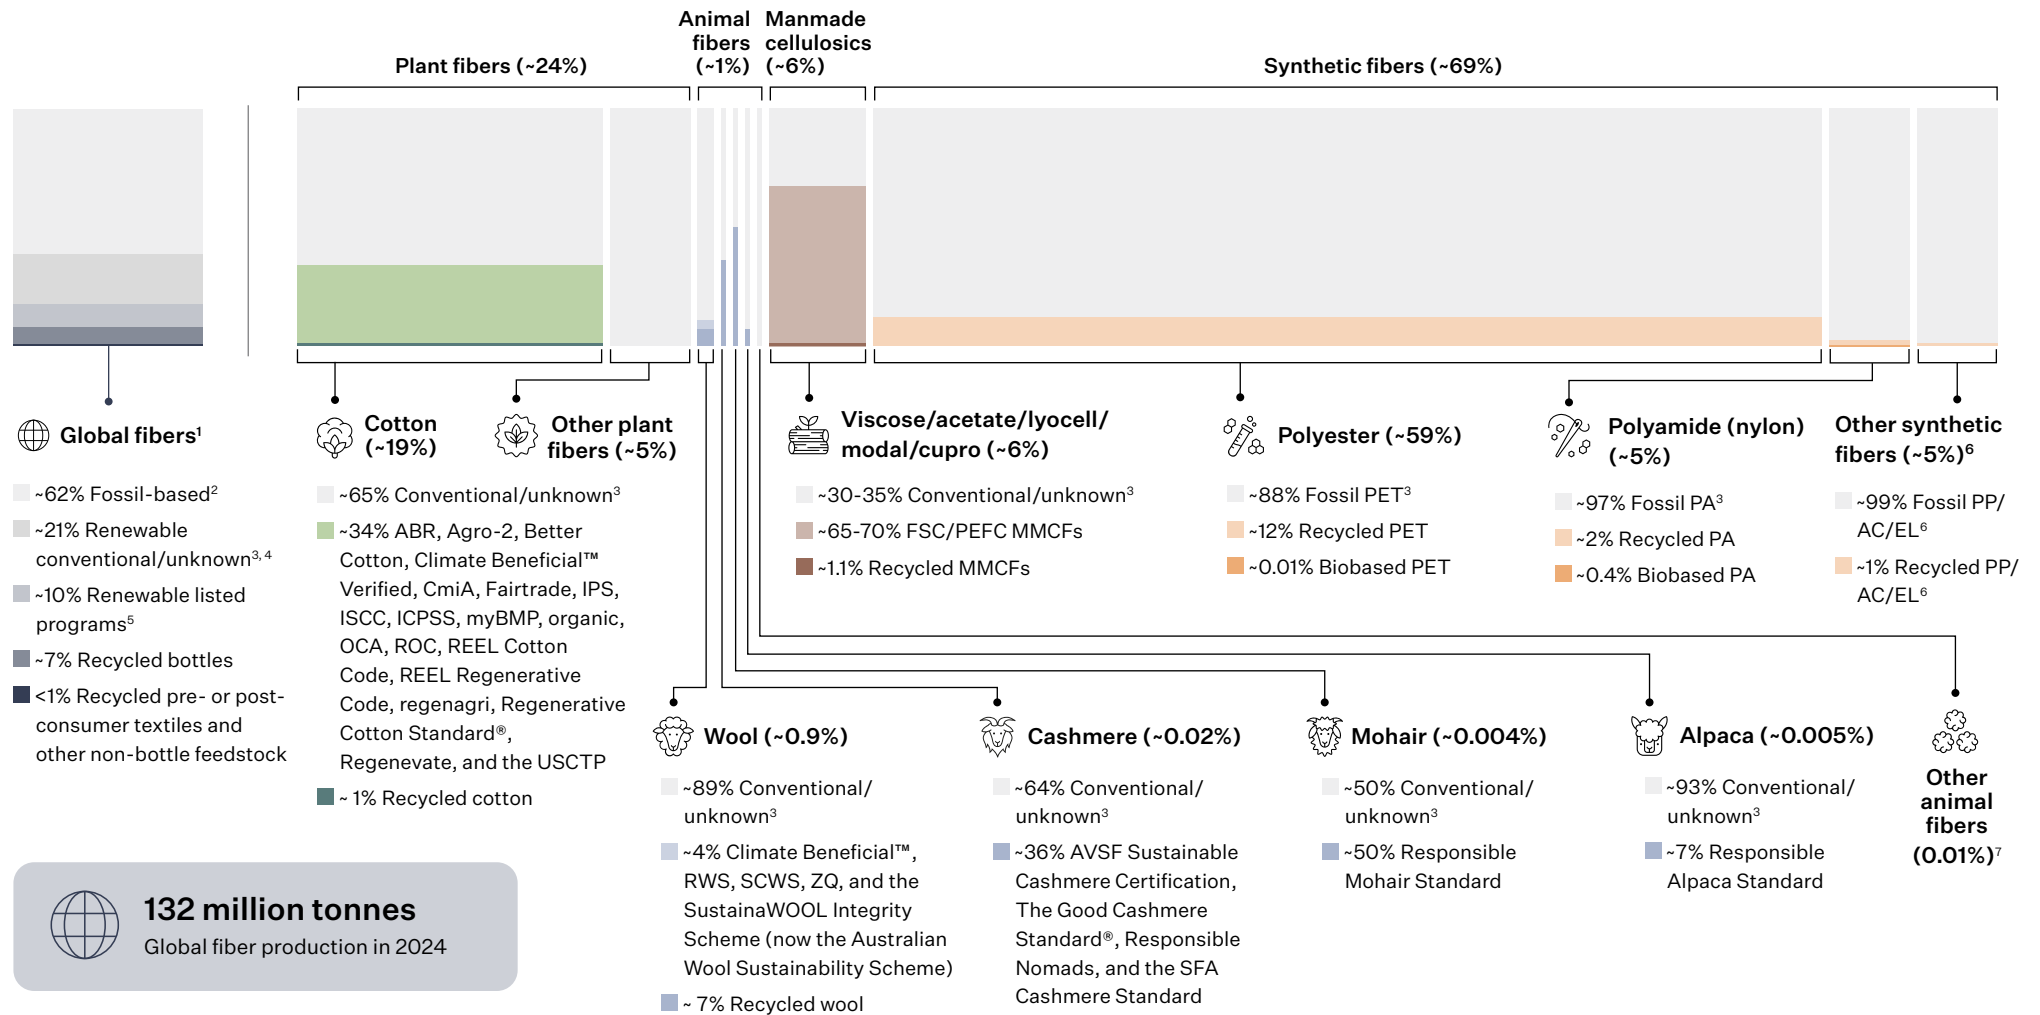 Plant fibers (~24%)
Animal
fibers
(~1%)
Manmade
cellulosics
(~6%)
Synthetic fibers (~69%)
Global fibers¹
~62% Fossil-based²
~21% Renewable
conventional/unknown³,⁴
~10% Renewable listed
programs⁵
~7% Recycled bottles
<1% Recycled pre- or post-
consumer textiles and
other non-bottle feedstock
Cotton
(~19%)
~65% Conventional/unknown³
~34% ABR, Agro-2, Better
Cotton, Climate Beneficial™
Verified, CmiA, Fairtrade, IPS,
ISCC, ICPSS, myBMP, organic,
OCA, ROC, REEL Cotton
Code, REEL Regenerative
Code, regenagri, Regenerative
Cotton Standard®,
Regenevate, and the USCTP
~ 1% Recycled cotton
Other plant
fibers (~5%)
Viscose/acetate/lyocell/
modal/cupro (~6%)
~30-35% Conventional/unknown³
~65-70% FSC/PEFC MMCFs
~1.1% Recycled MMCFs
Polyester (~59%)
~88% Fossil PET³
~12% Recycled PET
~0.01% Biobased PET
Polyamide (nylon)
(~5%)
~97% Fossil PA³
~2% Recycled PA
~0.4% Biobased PA
Other synthetic
fibers (~5%)⁶
~99% Fossil PP/
AC/EL⁶
~1% Recycled PP/
AC/EL⁶
Wool (~0.9%)
~89% Conventional/
unknown³
~4% Climate Beneficial™,
RWS, SCWS, ZQ, and the
SustainaWOOL Integrity
Scheme (now the Australian
Wool Sustainability Scheme)
~ 7% Recycled wool
Cashmere (~0.02%)
~64% Conventional/
unknown³
~36% AVSF Sustainable
Cashmere Certification,
The Good Cashmere
Standard®, Responsible
Nomads, and the SFA
Cashmere Standard
Mohair (~0.004%)
~50% Conventional/
unknown³
~50% Responsible
Mohair Standard
Alpaca (~0.005%)
~93% Conventional/
unknown³
~7% Responsible
Alpaca Standard
Other
animal
fibers
(0.01%)⁷
132 million tonnes
Global fiber production in 2024